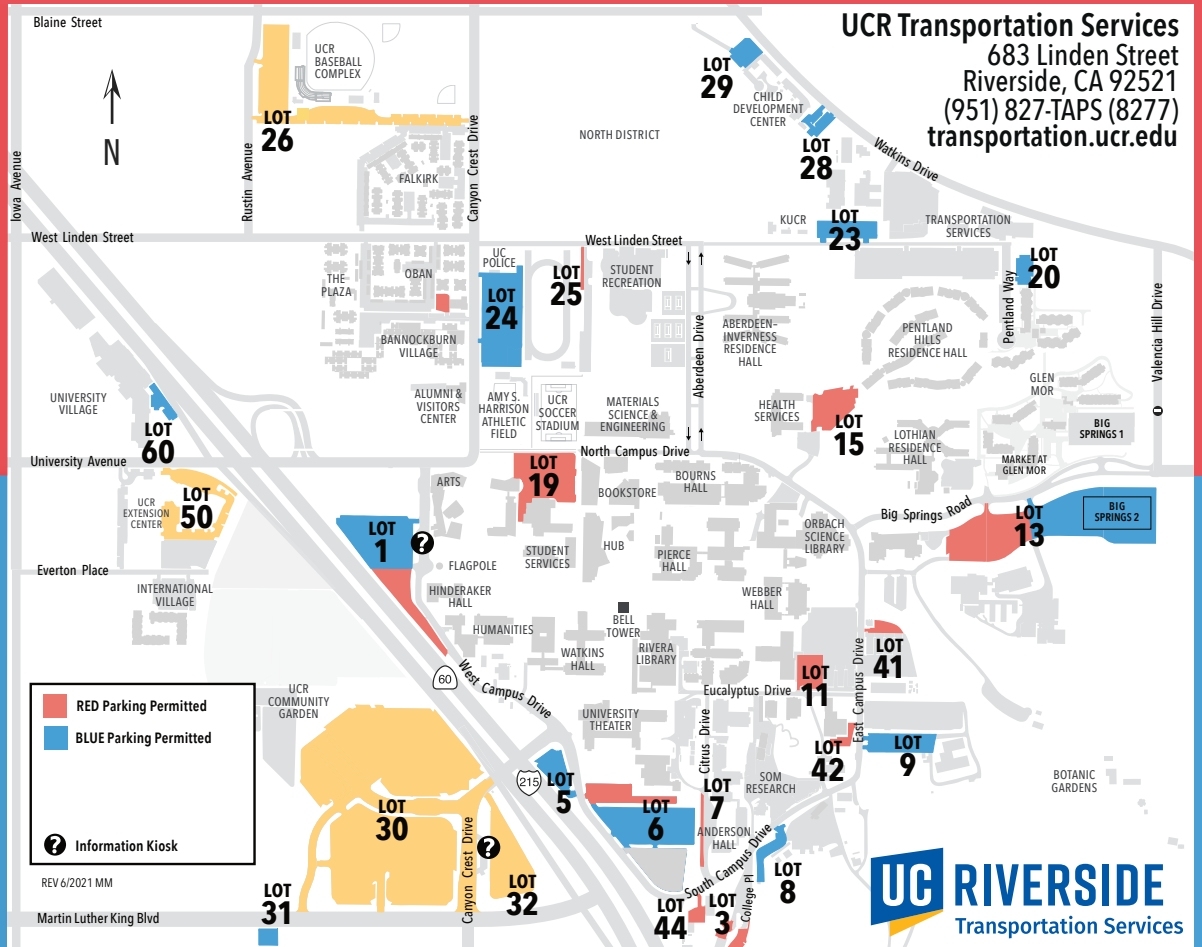 Blaine Street
UCR Transportation Services
683 Linden Street
Riverside, CA 92521
(951) 827-TAPS (8277)
transportation.ucr.edu
UCR
BASEBALL
COMPLEX
LOT
29
CHILD
DEVELOPMENT
CENTER
N
LOT
26
NORTH DISTRICT
LOT
28
Watkins Drive
Iowa Avenue
Rustin Avenue
FALKIRK
Canyon Crest Drive
KUCR
LOT
23
TRANSPORTATION
SERVICES
West Linden Street
West Linden Street
UC
POLICE
THE
PLAZA
OBAN
LOT
24
LOT
25
STUDENT
RECREATION
LOT
20
Pentland Way
Valencia Hill Drive
BANNOCKBURN
VILLAGE
Aberdeen Drive
ABERDEEN–
INVERNESS
RESIDENCE
HALL
PENTLAND
HILLS
RESIDENCE HALL
GLEN
MOR
UNIVERSITY
VILLAGE
LOT
60
ALUMNI &
VISITORS
CENTER
AMY S.
HARRISON
ATHLETIC
FIELD
UCR
SOCCER
STADIUM
MATERIALS
SCIENCE &
ENGINEERING
HEALTH
SERVICES
LOT
15
LOTHIAN
RESIDENCE
HALL
BIG
SPRINGS 1
MARKET AT
GLEN MOR
University Avenue
North Campus Drive
LOT
19
ARTS
BOOKSTORE
BOURNS
HALL
UCR
EXTENSION
CENTER
LOT
50
Big Springs Road
LOT
13
BIG
SPRINGS 2
LOT
1
?
ORBACH
SCIENCE
LIBRARY
STUDENT
SERVICES
HUB
PIERCE
HALL
Everton Place
FLAGPOLE
INTERNATIONAL
VILLAGE
HINDERAKER
HALL
WEBBER
HALL
HUMANITIES
BELL
TOWER
WATKINS
HALL
RIVERA
LIBRARY
LOT
41
East Campus Drive
60
West Campus Drive
LOT
11
Eucalyptus Drive
UCR
COMMUNITY
GARDEN
RED Parking Permitted
BLUE Parking Permitted
? Information Kiosk
REV 6/2021 MM
UNIVERSITY
THEATER
Citrus Drive
LOT
42
LOT
9
215
LOT
5
SOM
RESEARCH
BOTANIC
GARDENS
LOT
7
LOT
30
LOT
6
ANDERSON
HALL
Canyon Crest Drive
?
South Campus Drive
LOT
8
LOT
32
LOT
31
College Pl
LOT
44
LOT
3
Martin Luther King Blvd
UC RIVERSIDE
Transportation Services